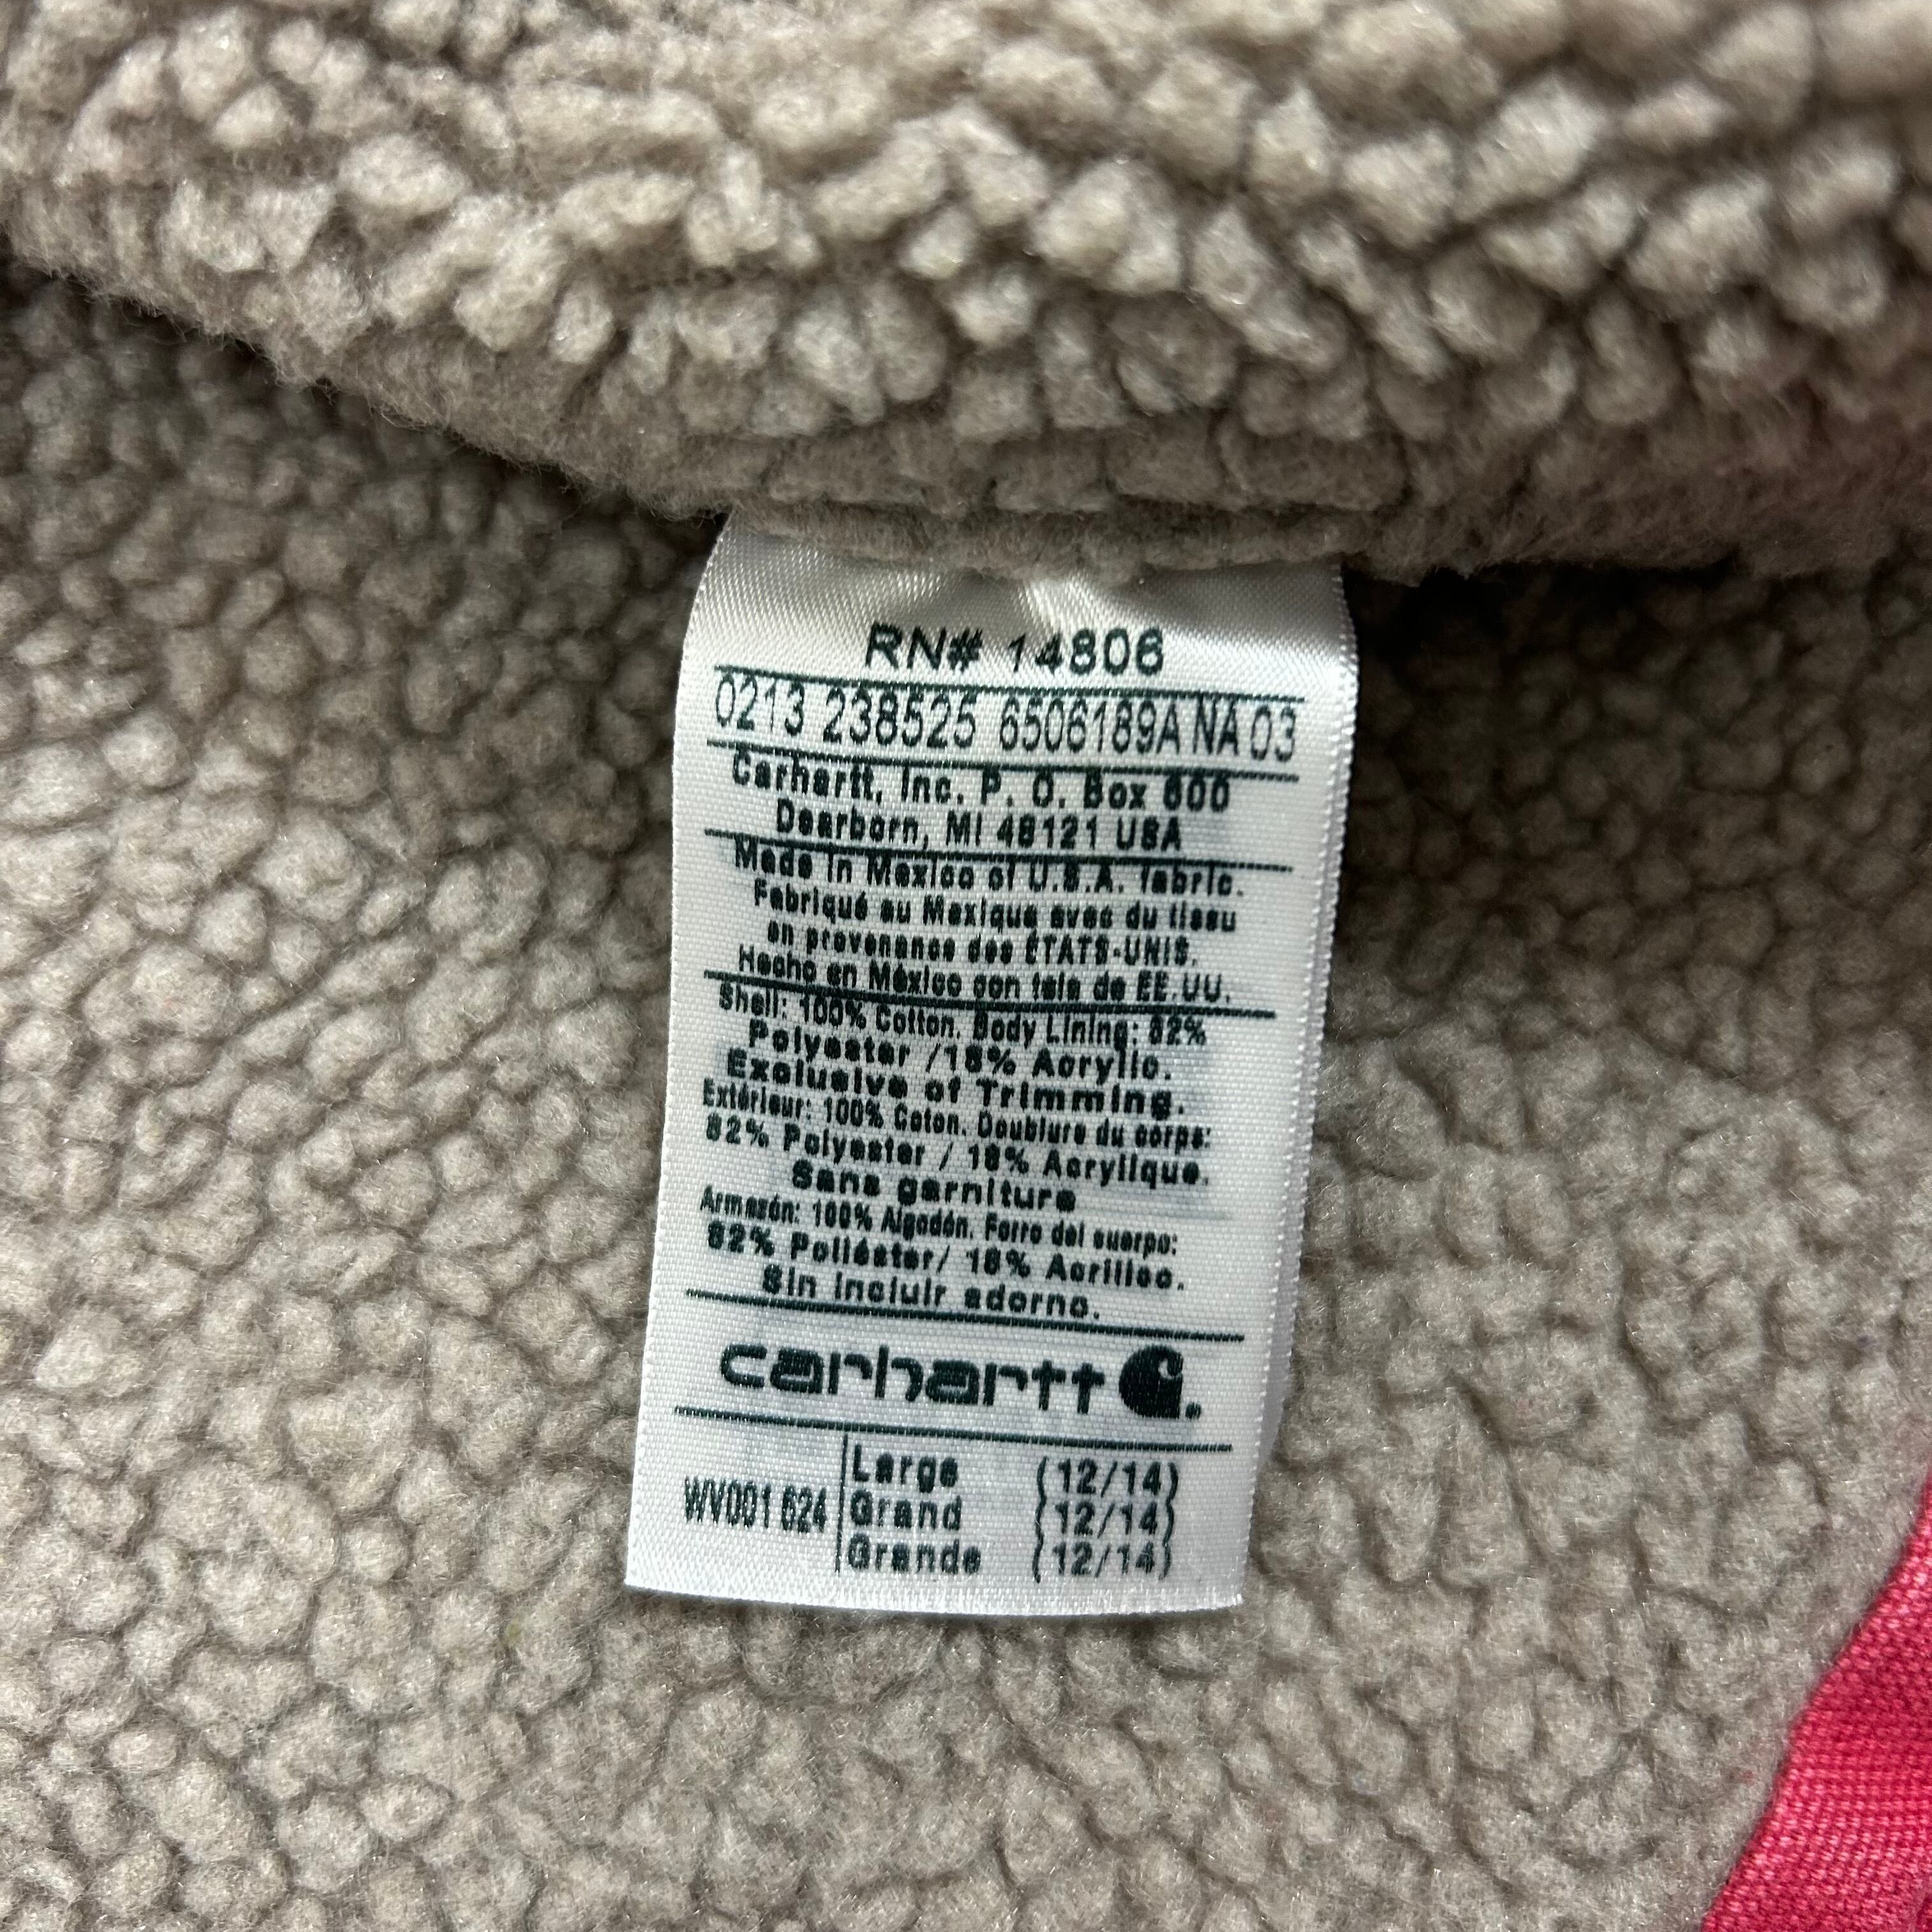 RN# 14806
0213 238525 6506189A NA 03
Carhartt, Inc. P. O. Box 600
Dearborn, MI 48121 USA
Made in Mexico of U.S.A. fabric.
Fabriqué au Mexique avec du tissu
en provenance des ÉTATS-UNIS.
Hecho en México con tela de EE.UU.
Shell: 100% Cotton. Body Lining: 82%
Polyester /18% Acrylic.
Exclusive of Trimming.
Extérieur: 100% Coton. Doublure du corps:
82% Polyester / 18% Acrylique.
Sans garniture
Armazón: 100% Algodón. Forro del cuerpo:
82% Poliéster/ 18% Acrílico.
Sin incluir adorno.
carhartt
WV001 624
Large (12/14)
Grand (12/14)
Grande (12/14)